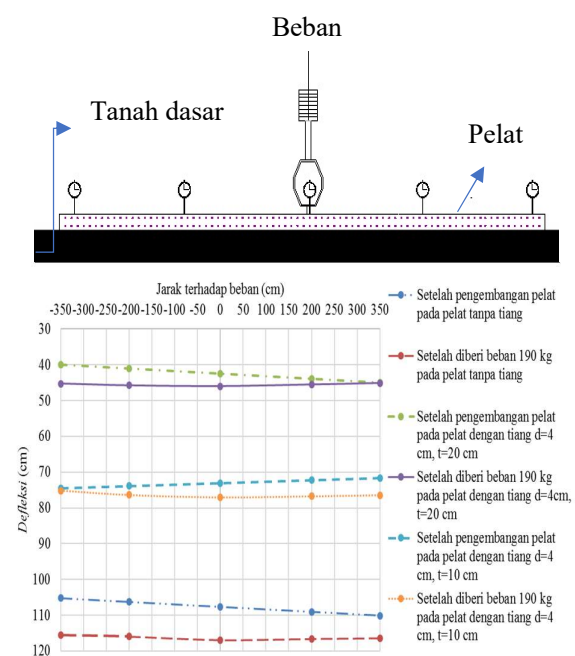 Beban
Tanah dasar
Pelat
Jarak terhadap beban (cm)
-350-300-250-200-150-100 -50 0 50 100 150 200 250 300 350
30
40
50
60
70
80
90
100
110
120
Defleksi (cm)
Setelah pengembangan pelat
pada pelat tanpa tiang
Setelah diberi beban 190 kg
pada pelat tanpa tiang
Setelah pengembangan pelat
pada pelat dengan tiang d=4
cm, t=20 cm
Setelah diberi beban 190 kg
pada pelat dengan tiang d=4cm,
t=20 cm
Setelah pengembangan pelat
pada pelat dengan tiang d=4
cm, t=10 cm
Setelah diberi beban 190 kg
pada pelat dengan tiang d=4
cm, t=10 cm